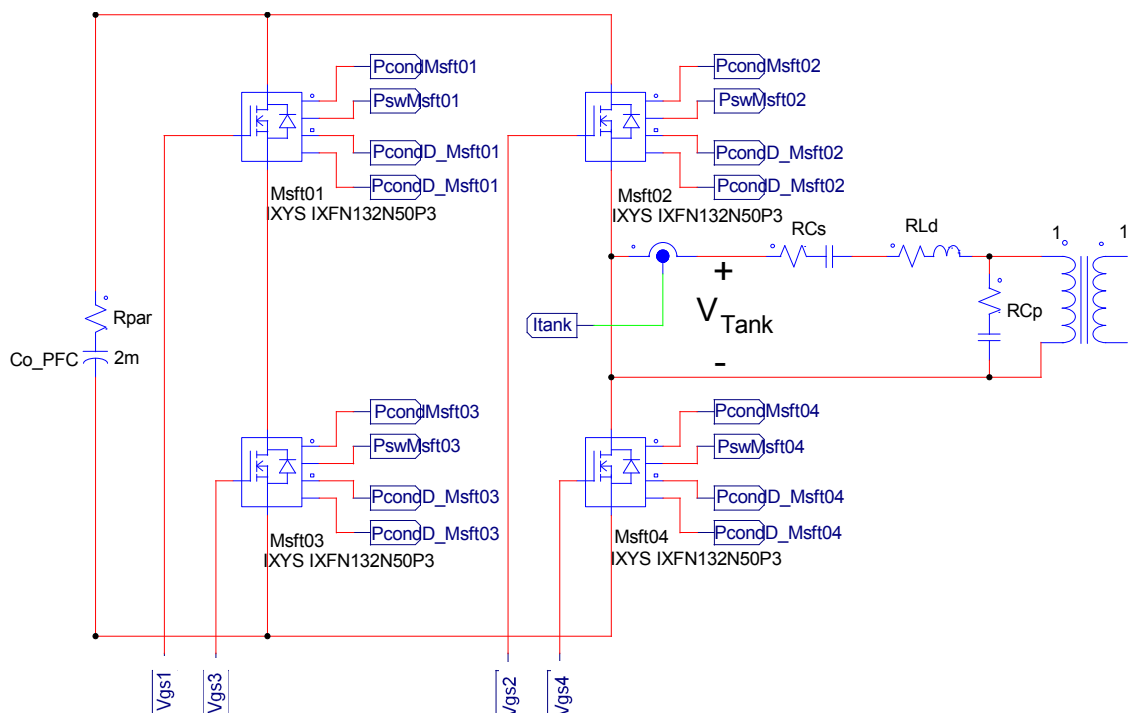 PcondMsft01
PswMsft01
PcondD_Msft01
PcondD_Msft01
Msft01
IXYS IXFN132N50P3
PcondMsft02
PswMsft02
PcondD_Msft02
PcondD_Msft02
Msft02
IXYS IXFN132N50P3
RCs
RLd
1
1
+
VTank
-
RCp
Itank
Rpar
Co_PFC
2m
PcondMsft03
PswMsft03
PcondD_Msft03
PcondD_Msft03
Msft03
IXYS IXFN132N50P3
PcondMsft04
PswMsft04
PcondD_Msft04
PcondD_Msft04
Msft04
IXYS IXFN132N50P3
Vgs1
Vgs3
Vgs2
Vgs4